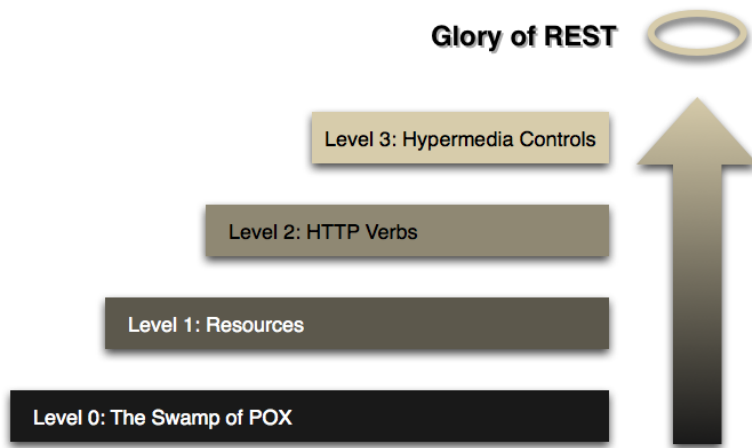 Glory of REST
Level 3: Hypermedia Controls
Level 2: HTTP Verbs
Level 1: Resources
Level 0: The Swamp of POX